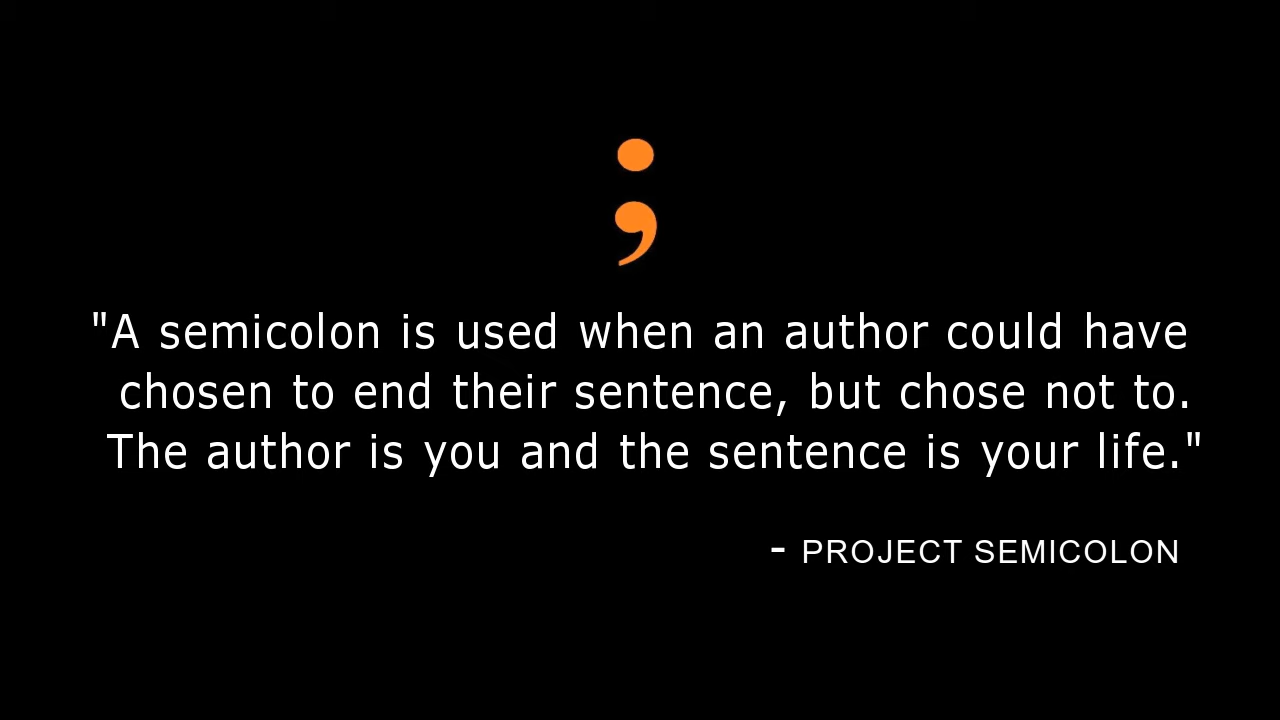 ;
"A semicolon is used when an author could have
chosen to end their sentence, but chose not to.
The author is you and the sentence is your life."
- PROJECT SEMICOLON